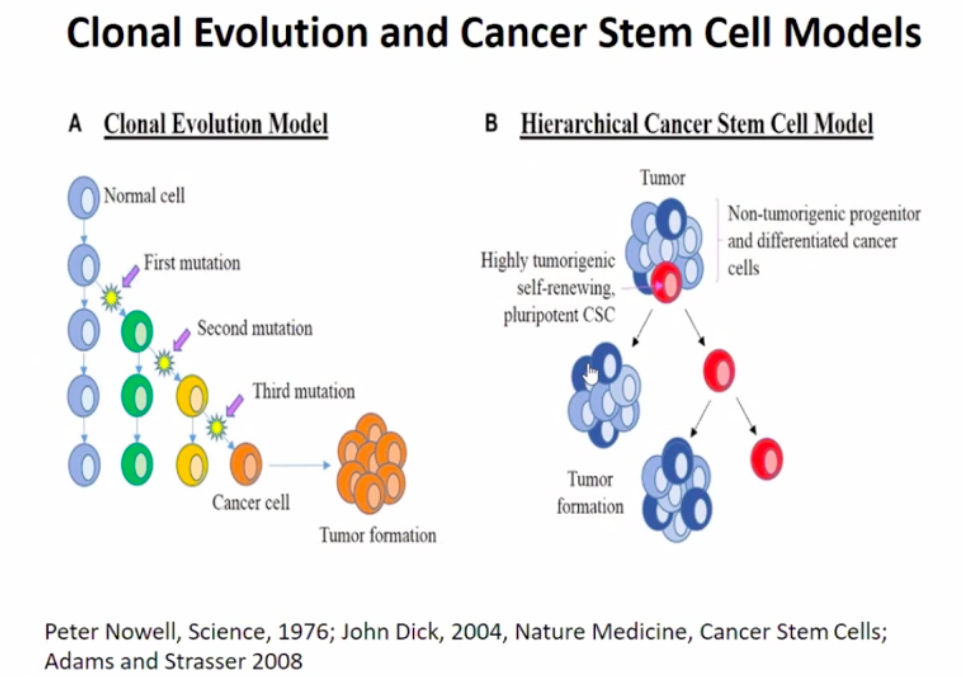 Clonal Evolution and Cancer Stem Cell Models
A Clonal Evolution Model
Normal cell
First mutation
Second mutation
Third mutation
Cancer cell
Tumor formation
B Hierarchical Cancer Stem Cell Model
Tumor
Non-tumorigenic progenitor
and differentiated cancer
cells
Highly tumorigenic
self-renewing,
pluripotent CSC
Tumor
formation
Peter Nowell, Science, 1976; John Dick, 2004, Nature Medicine, Cancer Stem Cells;
Adams and Strasser 2008